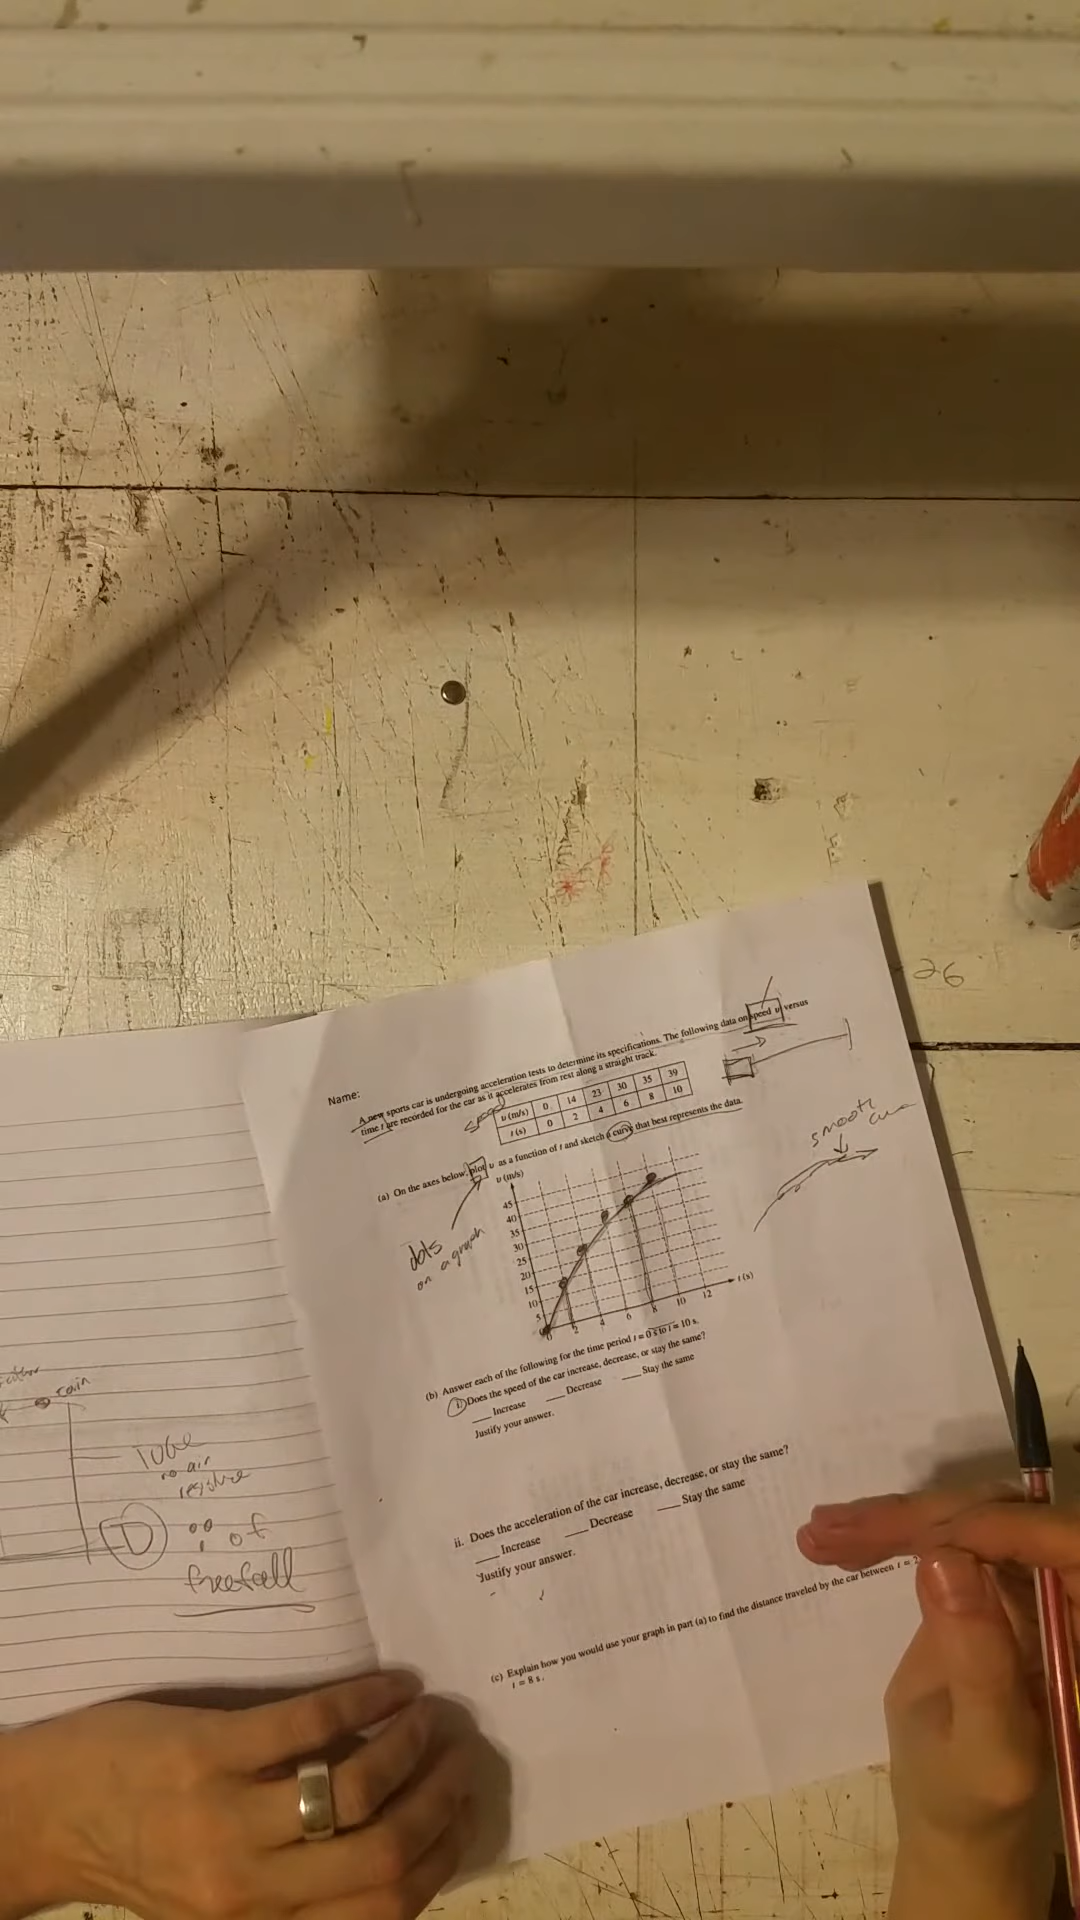 Name:
A new sports car is undergoing acceleration tests to determine its specifications. The following data on speed v versus
time t are recorded for the car as it accelerates from rest along a straight track.
speed
v (m/s) 0 14 23 30 35 39
t (s) 0 2 4 6 8 10
(a) On the axes below, plot v as a function of t and sketch a curve that best represents the data.
smooth
v (m/s)
45
40
35
30
25
20
15
10
5
0 2 4 6 8 10 12
t (s)
dots
on a graph
(b) Answer each of the following for the time period t = 0 s to t = 10 s.
i. Does the speed of the car increase, decrease, or stay the same?
___ Increase ___ Decrease ___ Stay the same
Justify your answer.
ii. Does the acceleration of the car increase, decrease, or stay the same?
___ Increase ___ Decrease ___ Stay the same
Justify your answer.
(c) Explain how you would use your graph in part (a) to find the distance traveled by the car between t = 2
t = 8 s.
26
Tube
no air
D
of
freefall